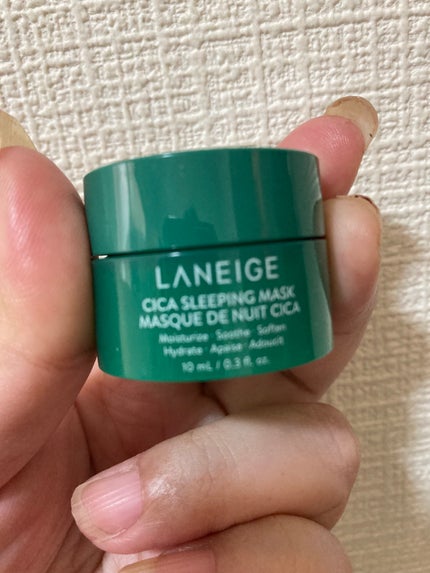 LANEIGE
CICA SLEEPING MASK
MASQUE DE NUIT CICA
Moisturize · Soothe · Soften
Hydrate · Apaise · Adoucit
10 mL / 0.3 fl. oz.